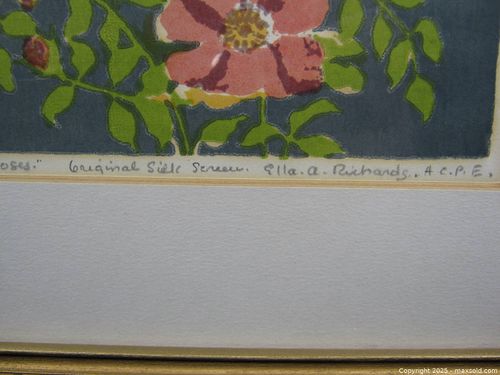 oses." Original Silk Screen. Ella. A. Richards, A C. P. E,
Copyright © 2025 - maxsold.com